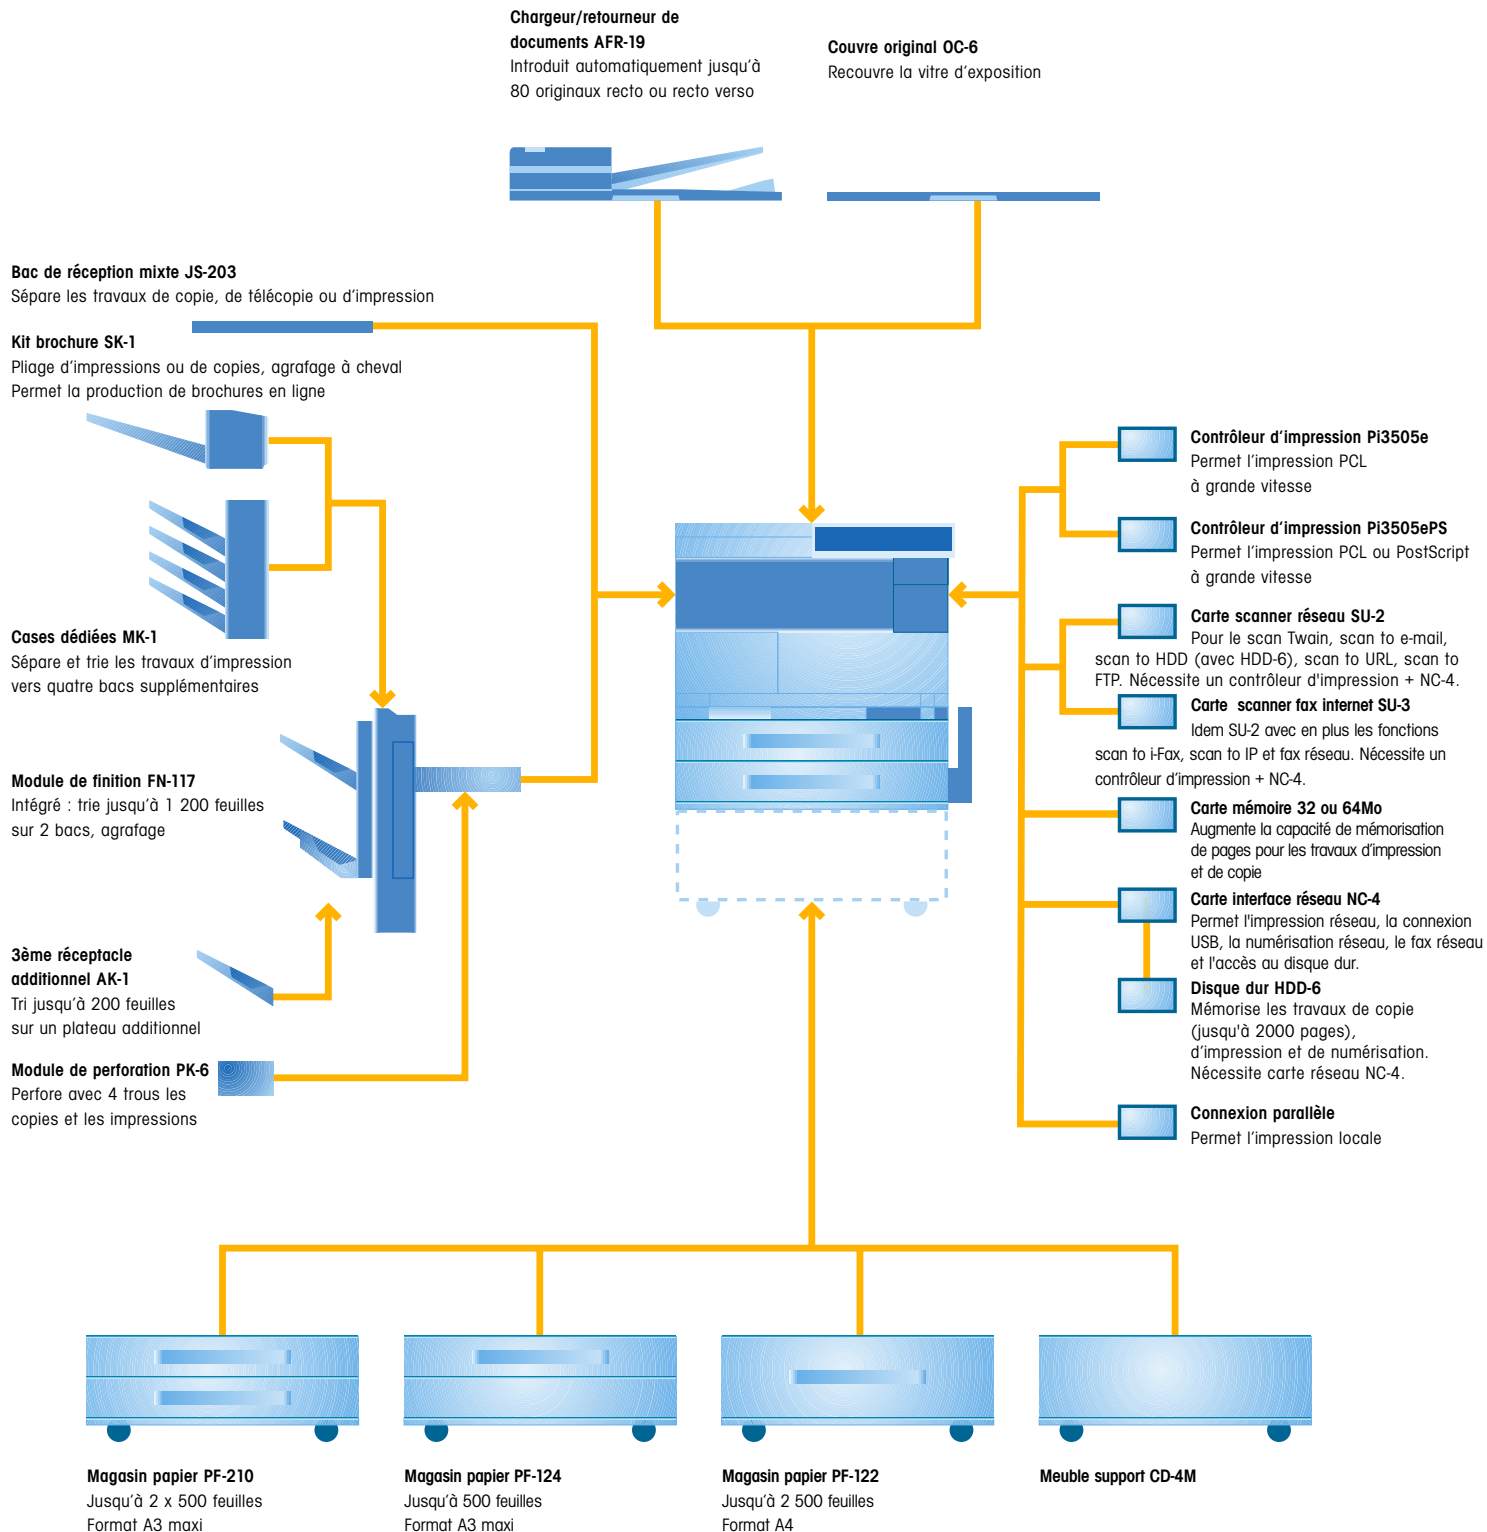 Chargeur/retourneur de
documents AFR-19
Introduit automatiquement jusqu'à
80 originaux recto ou recto verso
Couvre original OC-6
Recouvre la vitre d'exposition
Bac de réception mixte JS-203
Sépare les travaux de copie, de télécopie ou d'impression
Kit brochure SK-1
Pliage d'impressions ou de copies, agrafage à cheval
Permet la production de brochures en ligne
Cases dédiées MK-1
Sépare et trie les travaux d'impression
vers quatre bacs supplémentaires
Module de finition FN-117
Intégré : trie jusqu'à 1 200 feuilles
sur 2 bacs, agrafage
3ème réceptacle
additionnel AK-1
Tri jusqu'à 200 feuilles
sur un plateau additionnel
Module de perforation PK-6
Perfore avec 4 trous les
copies et les impressions
Contrôleur d'impression Pi3505e
Permet l'impression PCL
à grande vitesse
Contrôleur d'impression Pi3505ePS
Permet l'impression PCL ou PostScript
à grande vitesse
Carte scanner réseau SU-2
Pour le scan Twain, scan to e-mail,
scan to HDD (avec HDD-6), scan to URL, scan to
FTP. Nécessite un contrôleur d'impression + NC-4.
Carte scanner fax internet SU-3
Idem SU-2 avec en plus les fonctions
scan to i-Fax, scan to IP et fax réseau. Nécessite un
contrôleur d'impression + NC-4.
Carte mémoire 32 ou 64Mo
Augmente la capacité de mémorisation
de pages pour les travaux d'impression
et de copie
Carte interface réseau NC-4
Permet l'impression réseau, la connexion
USB, la numérisation réseau, le fax réseau
et l'accès au disque dur.
Disque dur HDD-6
Mémorise les travaux de copie
(jusqu'à 2000 pages),
d'impression et de numérisation.
Nécessite carte réseau NC-4.
Connexion parallèle
Permet l'impression locale
Magasin papier PF-210
Jusqu'à 2 x 500 feuilles
Format A3 maxi
Magasin papier PF-124
Jusqu'à 500 feuilles
Format A3 maxi
Magasin papier PF-122
Jusqu'à 2 500 feuilles
Format A4
Meuble support CD-4M